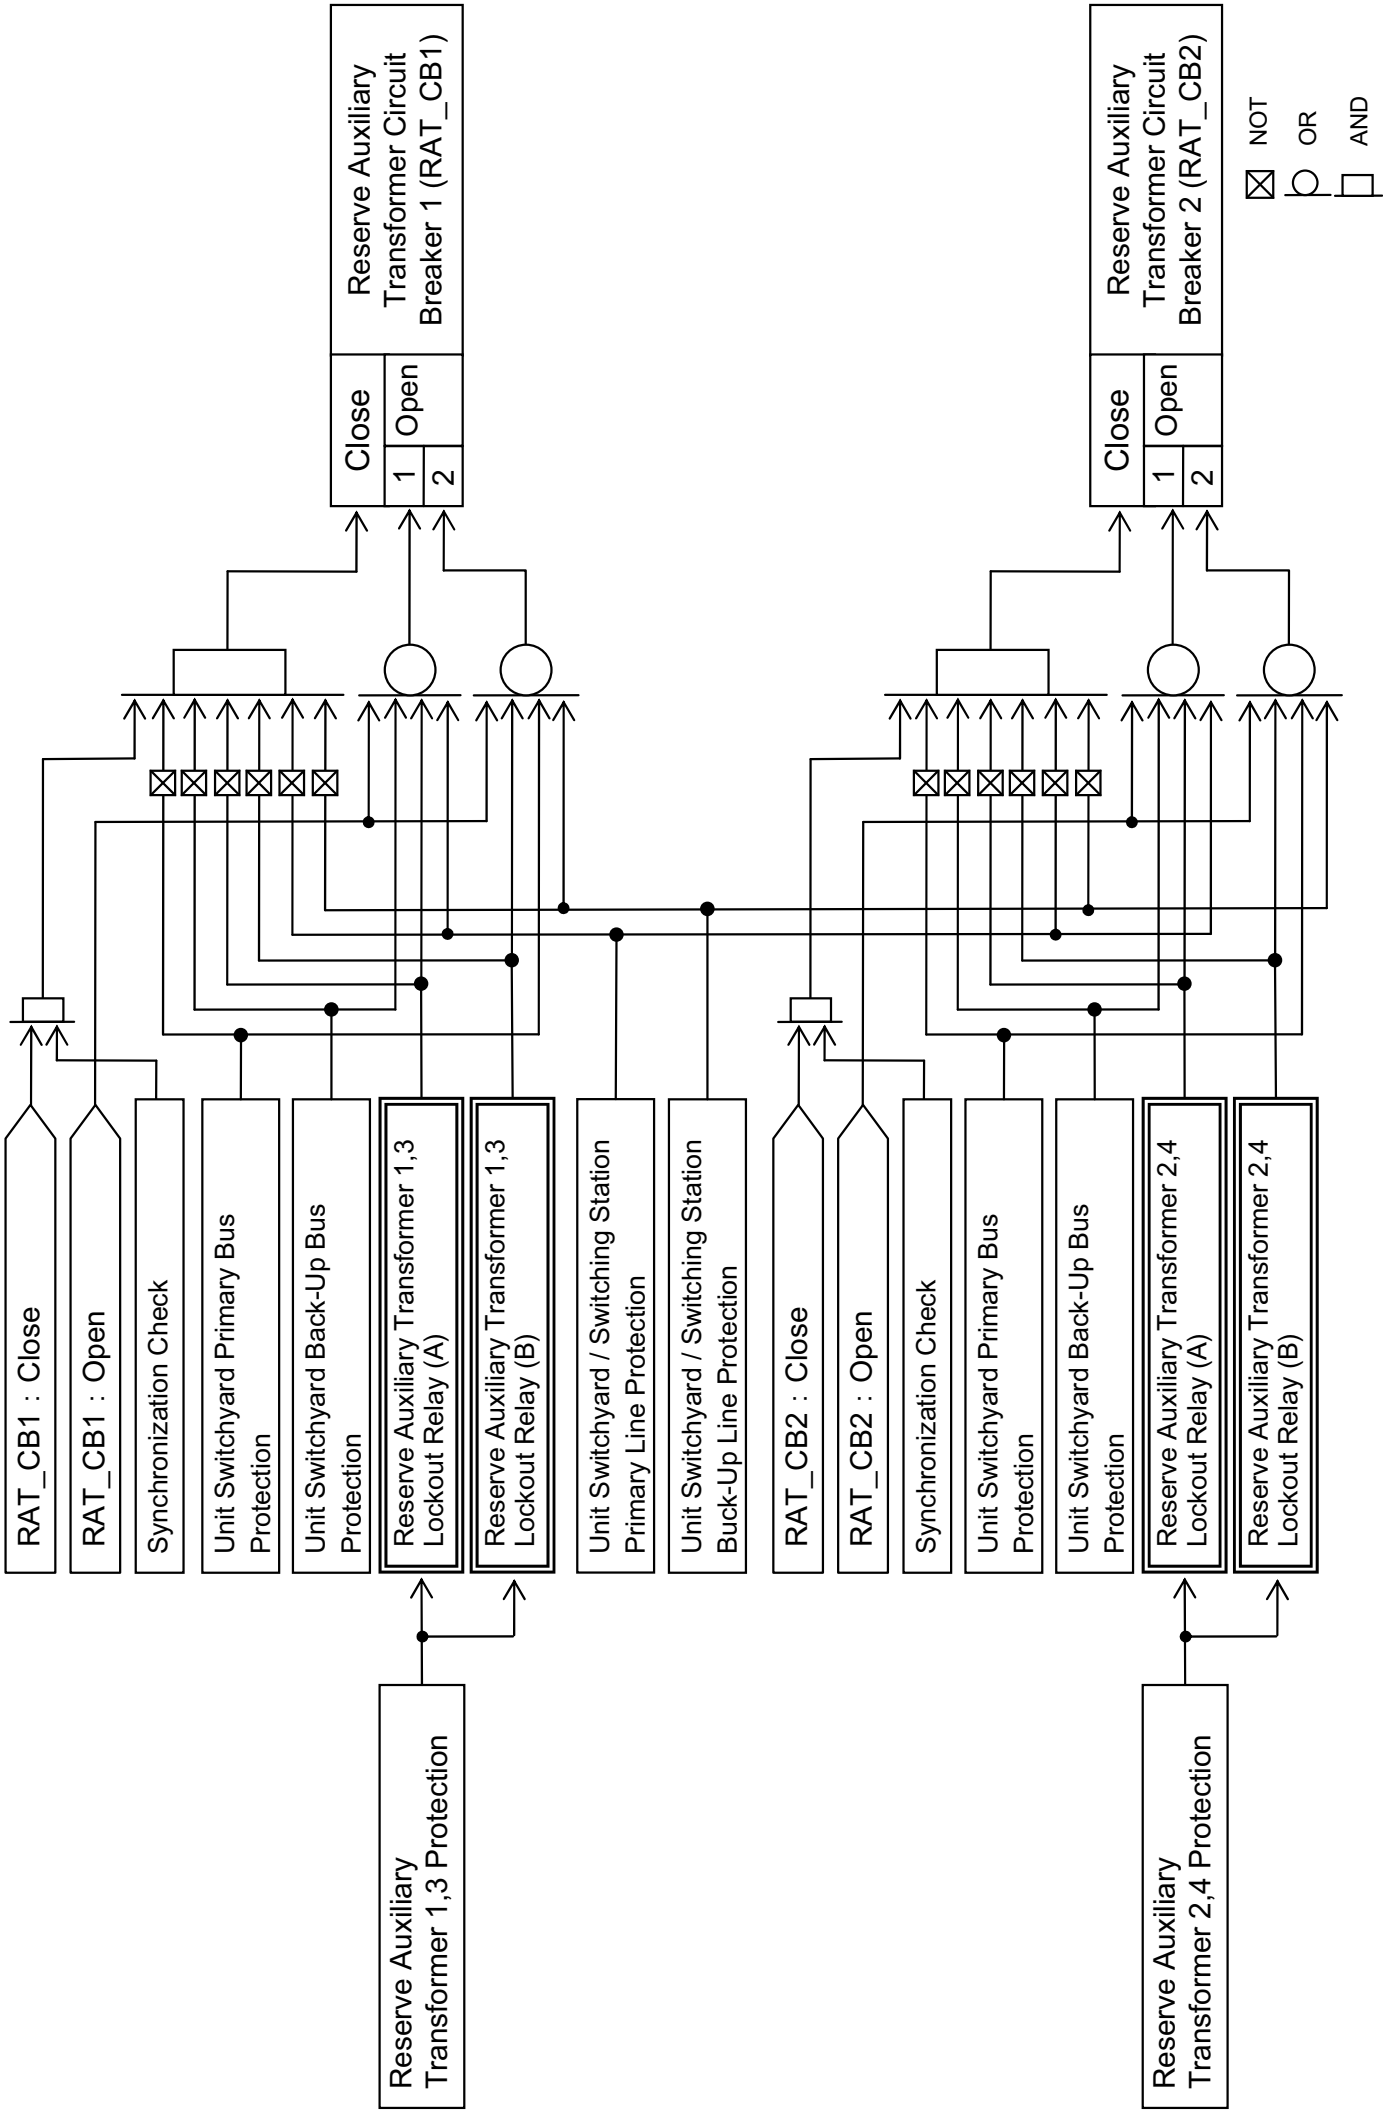 Reserve Auxiliary
Transformer 1,3 Protection
Reserve Auxiliary
Transformer 2,4 Protection
RAT_CB1 : Close
RAT_CB1 : Open
Synchronization Check
Unit Switchyard Primary Bus
Protection
Unit Switchyard Back-Up Bus
Protection
Reserve Auxiliary Transformer 1,3
Lockout Relay (A)
Reserve Auxiliary Transformer 1,3
Lockout Relay (B)
Unit Switchyard / Switching Station
Primary Line Protection
Unit Switchyard / Switching Station
Buck-Up Line Protection
RAT_CB2 : Close
RAT_CB2 : Open
Synchronization Check
Unit Switchyard Primary Bus
Protection
Unit Switchyard Back-Up Bus
Protection
Reserve Auxiliary Transformer 2,4
Lockout Relay (A)
Reserve Auxiliary Transformer 2,4
Lockout Relay (B)
Close
1
Open
2
Reserve Auxiliary
Transformer Circuit
Breaker 1 (RAT_CB1)
Close
1
Open
2
Reserve Auxiliary
Transformer Circuit
Breaker 2 (RAT_CB2)
NOT
OR
AND